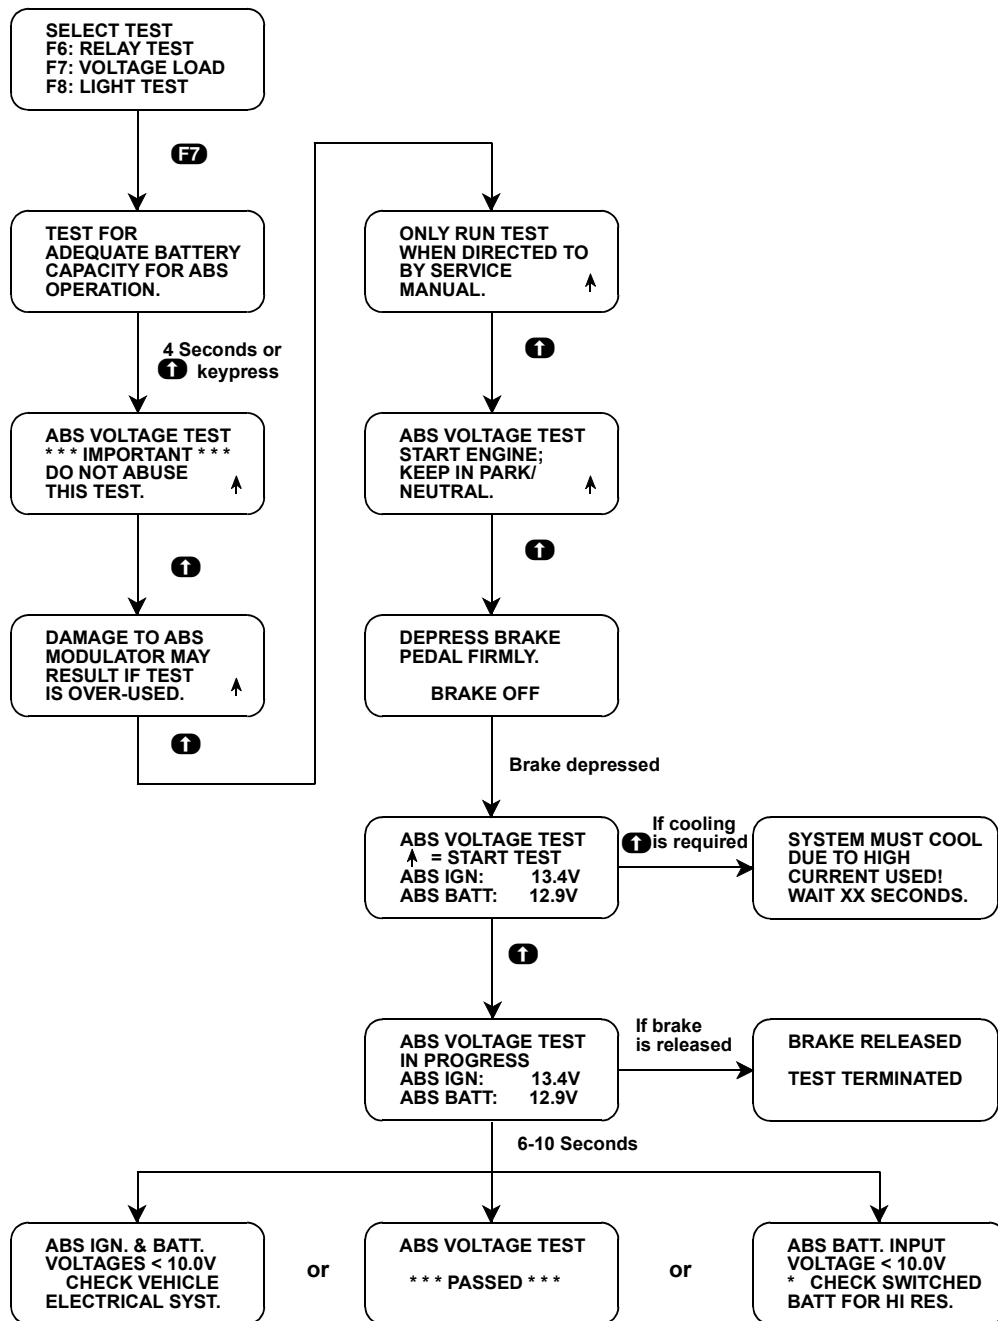 SELECT TEST
F6: RELAY TEST
F7: VOLTAGE LOAD
F8: LIGHT TEST
F7
TEST FOR
ADEQUATE BATTERY
CAPACITY FOR ABS
OPERATION.
4 Seconds or
keypress
ABS VOLTAGE TEST
* * * IMPORTANT * * *
DO NOT ABUSE
THIS TEST.
DAMAGE TO ABS
MODULATOR MAY
RESULT IF TEST
IS OVER-USED.
ONLY RUN TEST
WHEN DIRECTED TO
BY SERVICE
MANUAL.
ABS VOLTAGE TEST
START ENGINE;
KEEP IN PARK/
NEUTRAL.
DEPRESS BRAKE
PEDAL FIRMLY.
BRAKE OFF
Brake depressed
ABS VOLTAGE TEST
= START TEST
ABS IGN: 13.4V
ABS BATT: 12.9V
If cooling
is required
SYSTEM MUST COOL
DUE TO HIGH
CURRENT USED!
WAIT XX SECONDS.
ABS VOLTAGE TEST
IN PROGRESS
ABS IGN: 13.4V
ABS BATT: 12.9V
If brake
is released
BRAKE RELEASED
TEST TERMINATED
6-10 Seconds
ABS IGN. & BATT.
VOLTAGES < 10.0V
CHECK VEHICLE
ELECTRICAL SYST.
or
ABS VOLTAGE TEST
* * * PASSED * * *
or
ABS BATT. INPUT
VOLTAGE < 10.0V
* CHECK SWITCHED
BATT FOR HI RES.